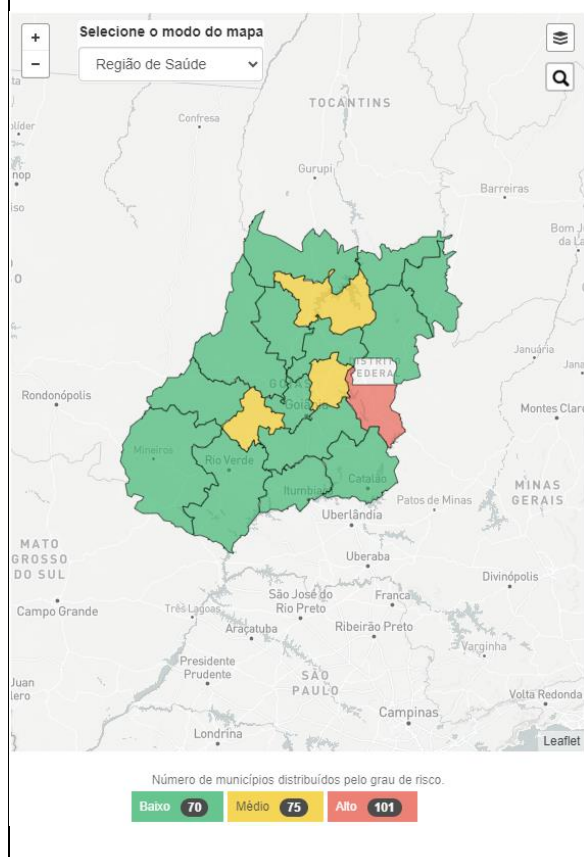 +
−
Selecione o modo do mapa
Região de Saúde
TOCANTINS
Confresa
Gurupi
Barreiras
Bom J
da La
Januária
Jana
DISTRITO
FEDERAL
GOIÁS
Goiânia
Rondonópolis
Montes Claro
Mineiros
Rio Verde
Catalão
Itumbiara
Patos de Minas
MINAS
GERAIS
Uberlândia
MATO
GROSSO
DO SUL
Uberaba
Divinópolis
São José do
Rio Preto
Franca
Campo Grande
Três Lagoas
Araçatuba
Ribeirão Preto
Varginha
Presidente
Prudente
SÃO
PAULO
Volta Redonda
Campinas
Londrina
Leaflet
Número de municípios distribuídos pelo grau de risco.
Baixo 70 Médio 75 Alto 101